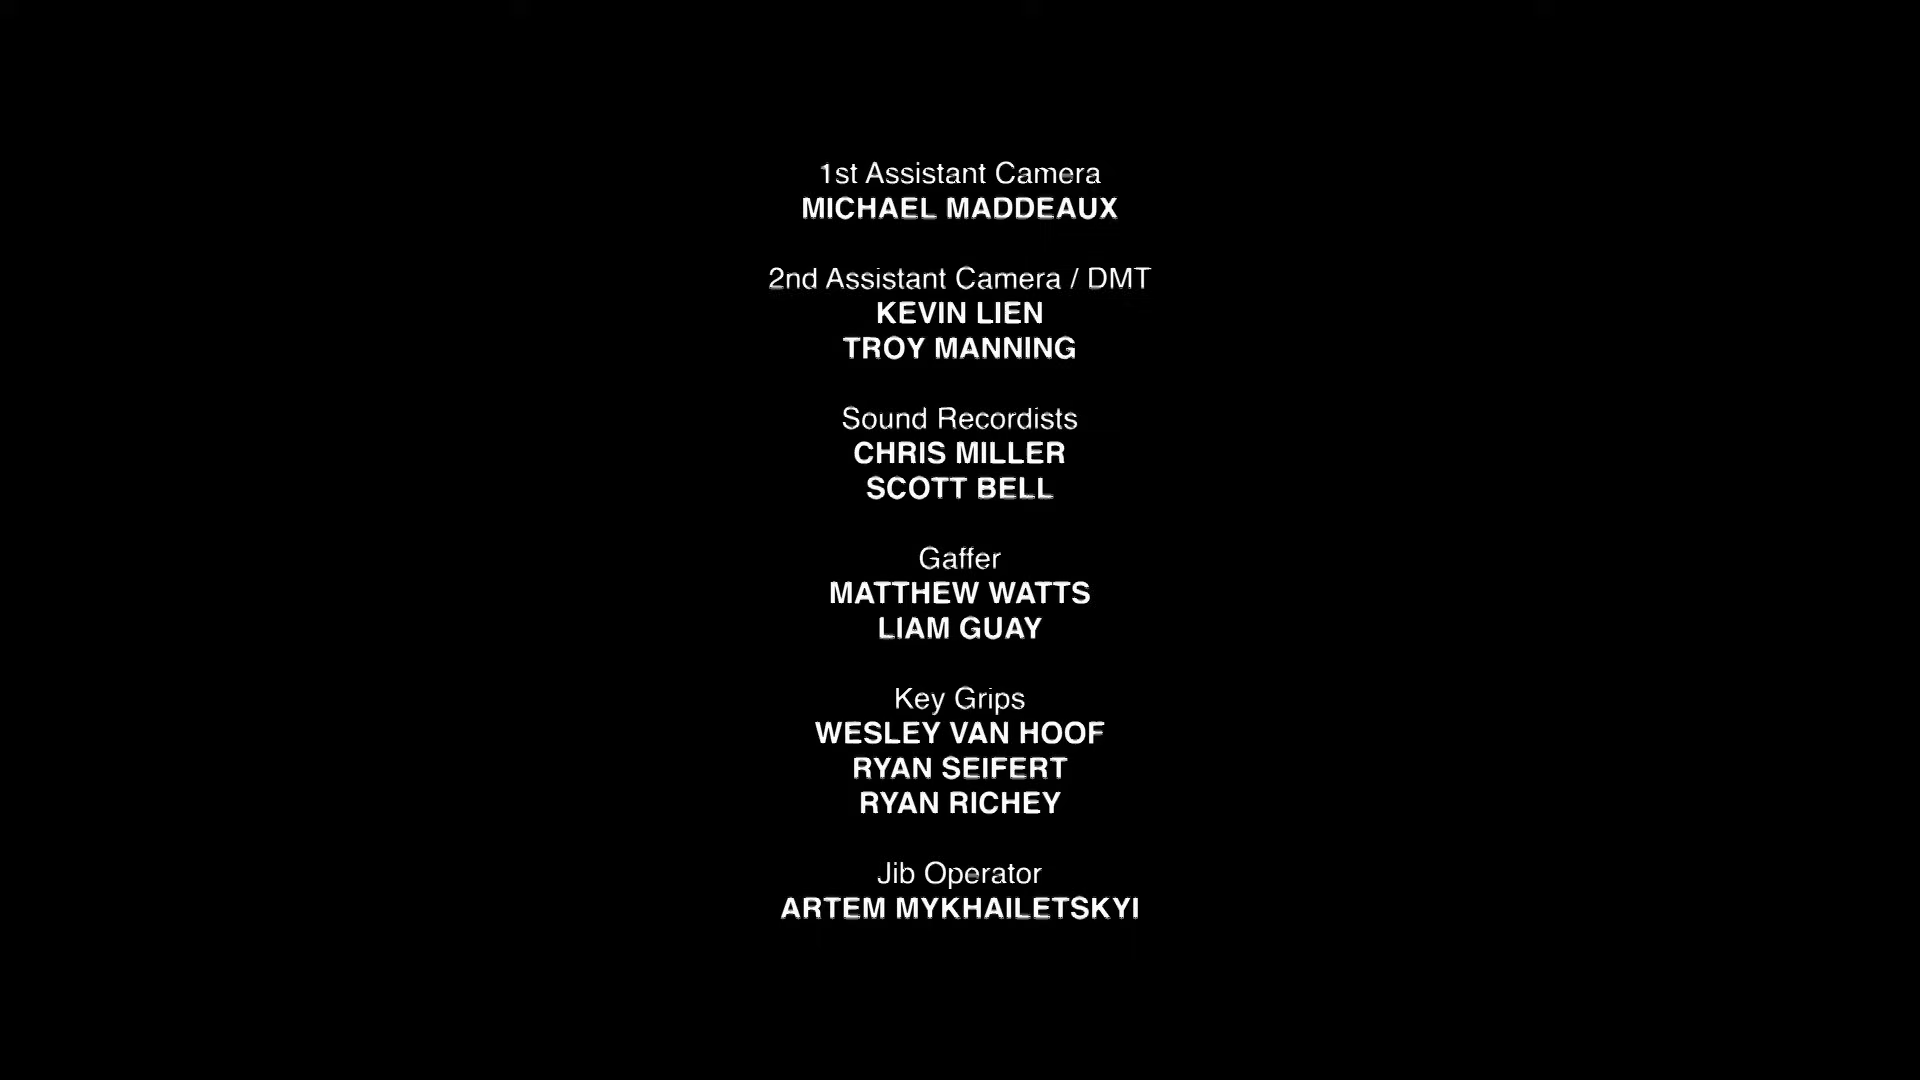 1st Assistant Camera
MICHAEL MADDEAUX
2nd Assistant Camera / DMT
KEVIN LIEN
TROY MANNING
Sound Recordists
CHRIS MILLER
SCOTT BELL
Gaffer
MATTHEW WATTS
LIAM GUAY
Key Grips
WESLEY VAN HOOF
RYAN SEIFERT
RYAN RICHEY
Jib Operator
ARTEM MYKHAILETSKYI